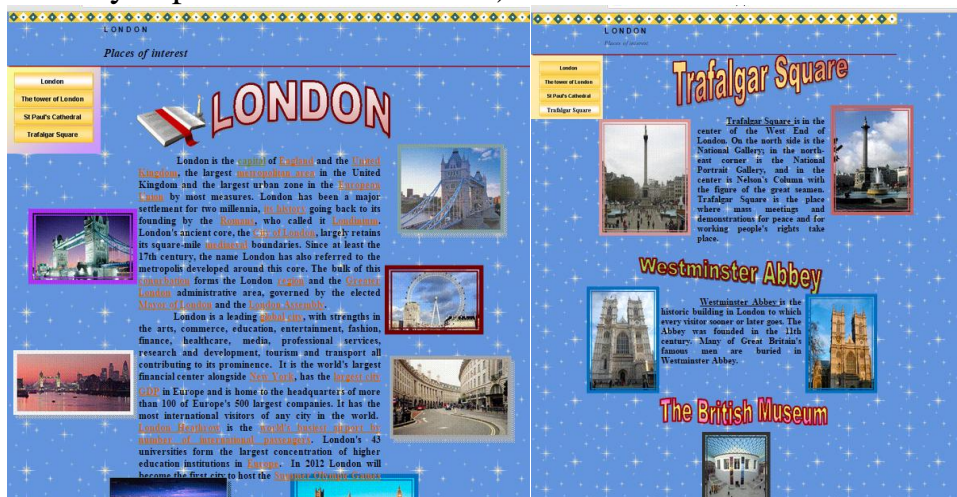 LONDON
Places of interest
London
The tower of London
St Paul's Cathedral
Trafalgar Square
LONDON
London is the capital of England and the United
Kingdom, the largest metropolitan area in the United
Kingdom and the largest urban zone in the European
Union by most measures. London has been a major
settlement for two millennia, its history going back to its
founding by the Romans, who called it Londinium.
London's ancient core, the City of London, largely retains
its square-mile mediaeval boundaries. Since at least the
17th century, the name London has also referred to the
metropolis developed around this core. The bulk of this
conurbation forms the London region and the Greater
London administrative area, governed by the elected
Mayor of London and the London Assembly.
London is a leading global city, with strengths in
the arts, commerce, education, entertainment, fashion,
finance, healthcare, media, professional services,
research and development, tourism and transport all
contributing to its prominence. It is the world's largest
financial center alongside New York, has the largest city
GDP in Europe and is home to the headquarters of more
than 100 of Europe's 500 largest companies. It has the
most international visitors of any city in the world.
London Heathrow is the world's busiest airport by
number of international passengers. London's 43
universities form the largest concentration of higher
education institutions in Europe. In 2012 London will
become the first city to host the Summer Olympic Games
LONDON
Places of interest
London
The tower of London
St Paul's Cathedral
Trafalgar Square
Trafalgar Square
Trafalgar Square is in the
center of the West End of
London. On the north side is the
National Gallery; in the north-
east corner is the National
Portrait Gallery, and in the
center is Nelson's Column with
the figure of the great seamen.
Trafalgar Square is the place
where mass meetings and
demonstrations for peace and for
working people's rights take
place.
Westminster Abbey
Westminster Abbey is the
historic building in London to which
every visitor sooner or later goes. The
Abbey was founded in the 11th
century. Many of Great Britain's
famous men are buried in
Westminster Abbey.
The British Museum